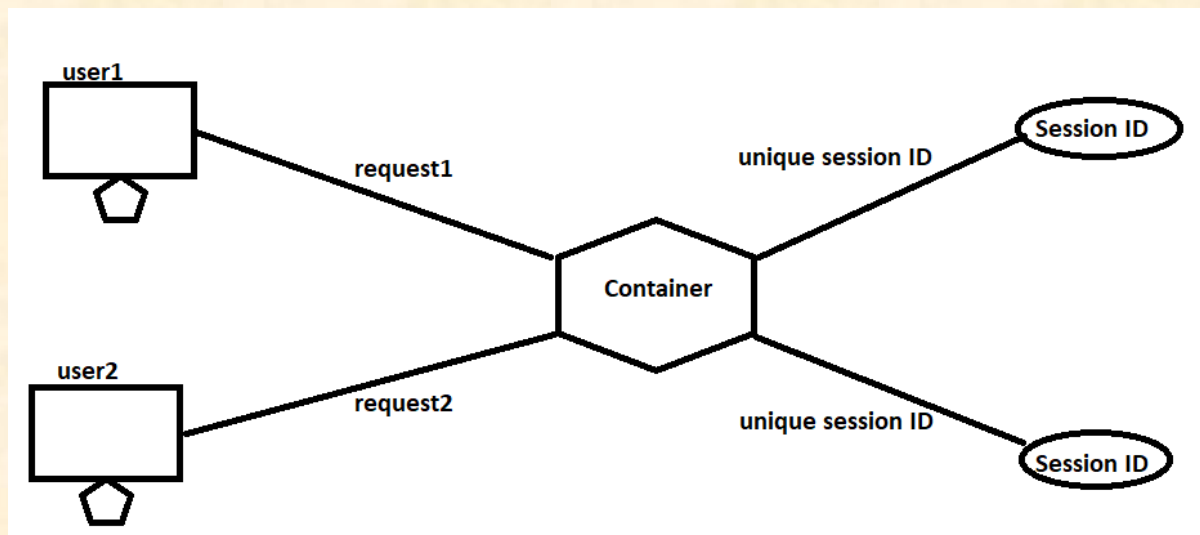 user1
request1
unique session ID
Session ID
Container
user2
request2
unique session ID
Session ID